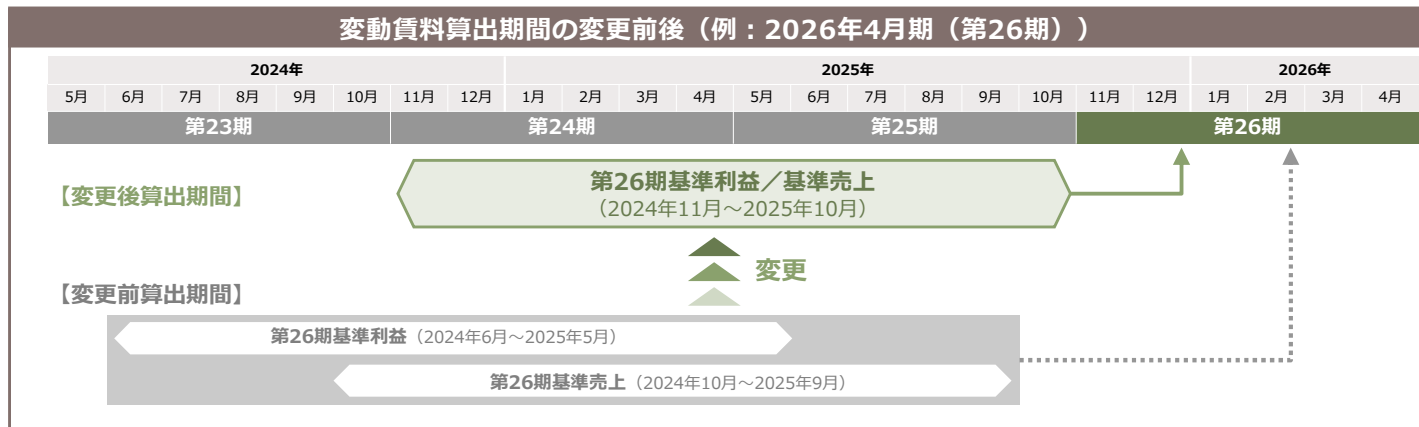 変動賃料算出期間の変更前後（例：2026年4月期（第26期））
2024年 2025年 2026年
5月 6月 7月 8月 9月 10月 11月 12月 1月 2月 3月 4月 5月 6月 7月 8月 9月 10月 11月 12月 1月 2月 3月 4月
第23期 第24期 第25期 第26期
【変更後算出期間】
第26期基準利益／基準売上
（2024年11月～2025年10月）
変更
【変更前算出期間】
第26期基準利益（2024年6月～2025年5月）
第26期基準売上（2024年10月～2025年9月）